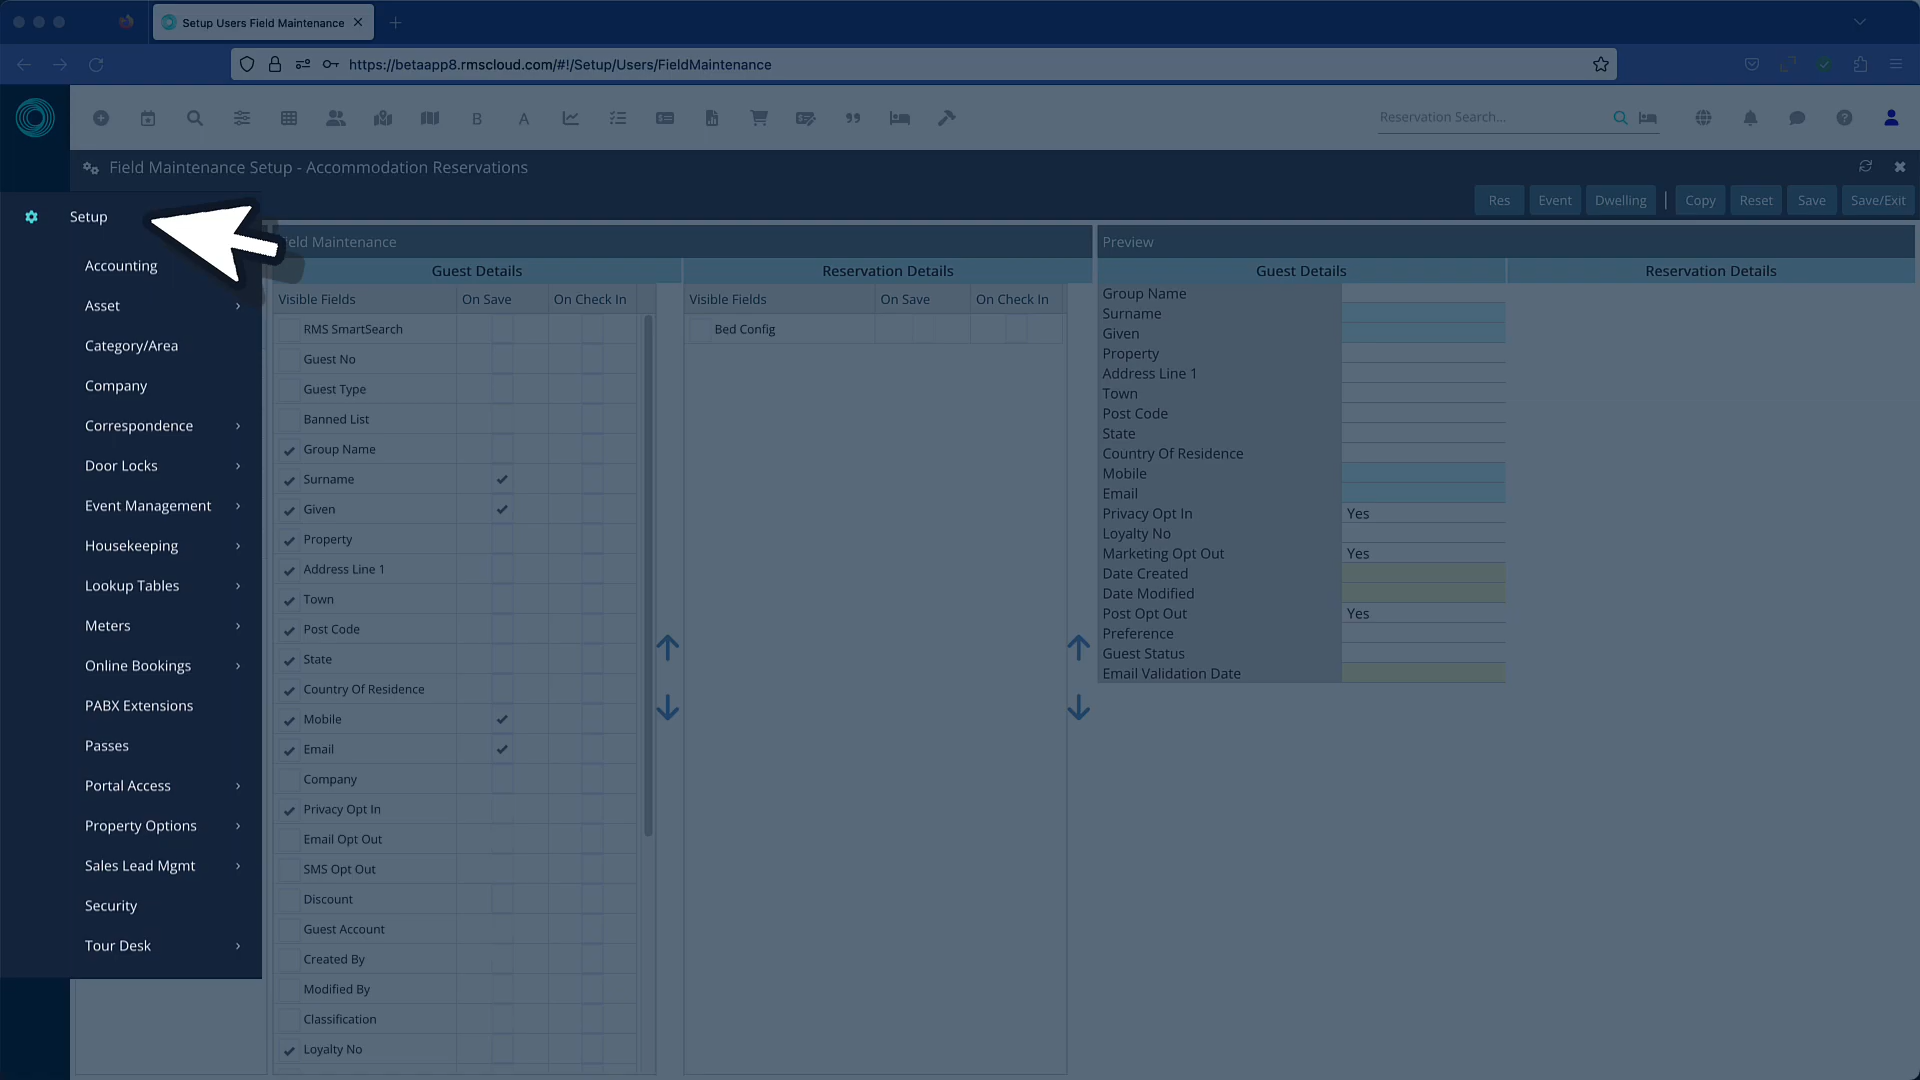 Setup Users Field Maintenance
https://betaapp8.rmscloud.com/#!/Setup/Users/FieldMaintenance
B
A
Reservation Search...
Field Maintenance Setup - Accommodation Reservations
Res Event Dwelling | Copy Reset Save Save/Exit
Setup
Accounting
Asset
Category/Area
Company
Correspondence
Door Locks
Event Management
Housekeeping
Lookup Tables
Meters
Online Bookings
PABX Extensions
Passes
Portal Access
Property Options
Sales Lead Mgmt
Security
Tour Desk
Maintenance
Guest Details
Visible Fields On Save On Check In
RMS SmartSearch
Guest No
Guest Type
Banned List
Group Name
Surname
Given
Property
Address Line 1
Town
Post Code
State
Country Of Residence
Mobile
Email
Company
Privacy Opt In
Email Opt Out
SMS Opt Out
Discount
Guest Account
Created By
Modified By
Classification
Loyalty No
Reservation Details
Visible Fields On Save On Check In
Bed Config
Preview
Guest Details Reservation Details
Group Name
Surname
Given
Property
Address Line 1
Town
Post Code
State
Country Of Residence
Mobile
Email
Privacy Opt In Yes
Loyalty No
Marketing Opt Out Yes
Date Created
Date Modified
Post Opt Out Yes
Preference
Guest Status
Email Validation Date